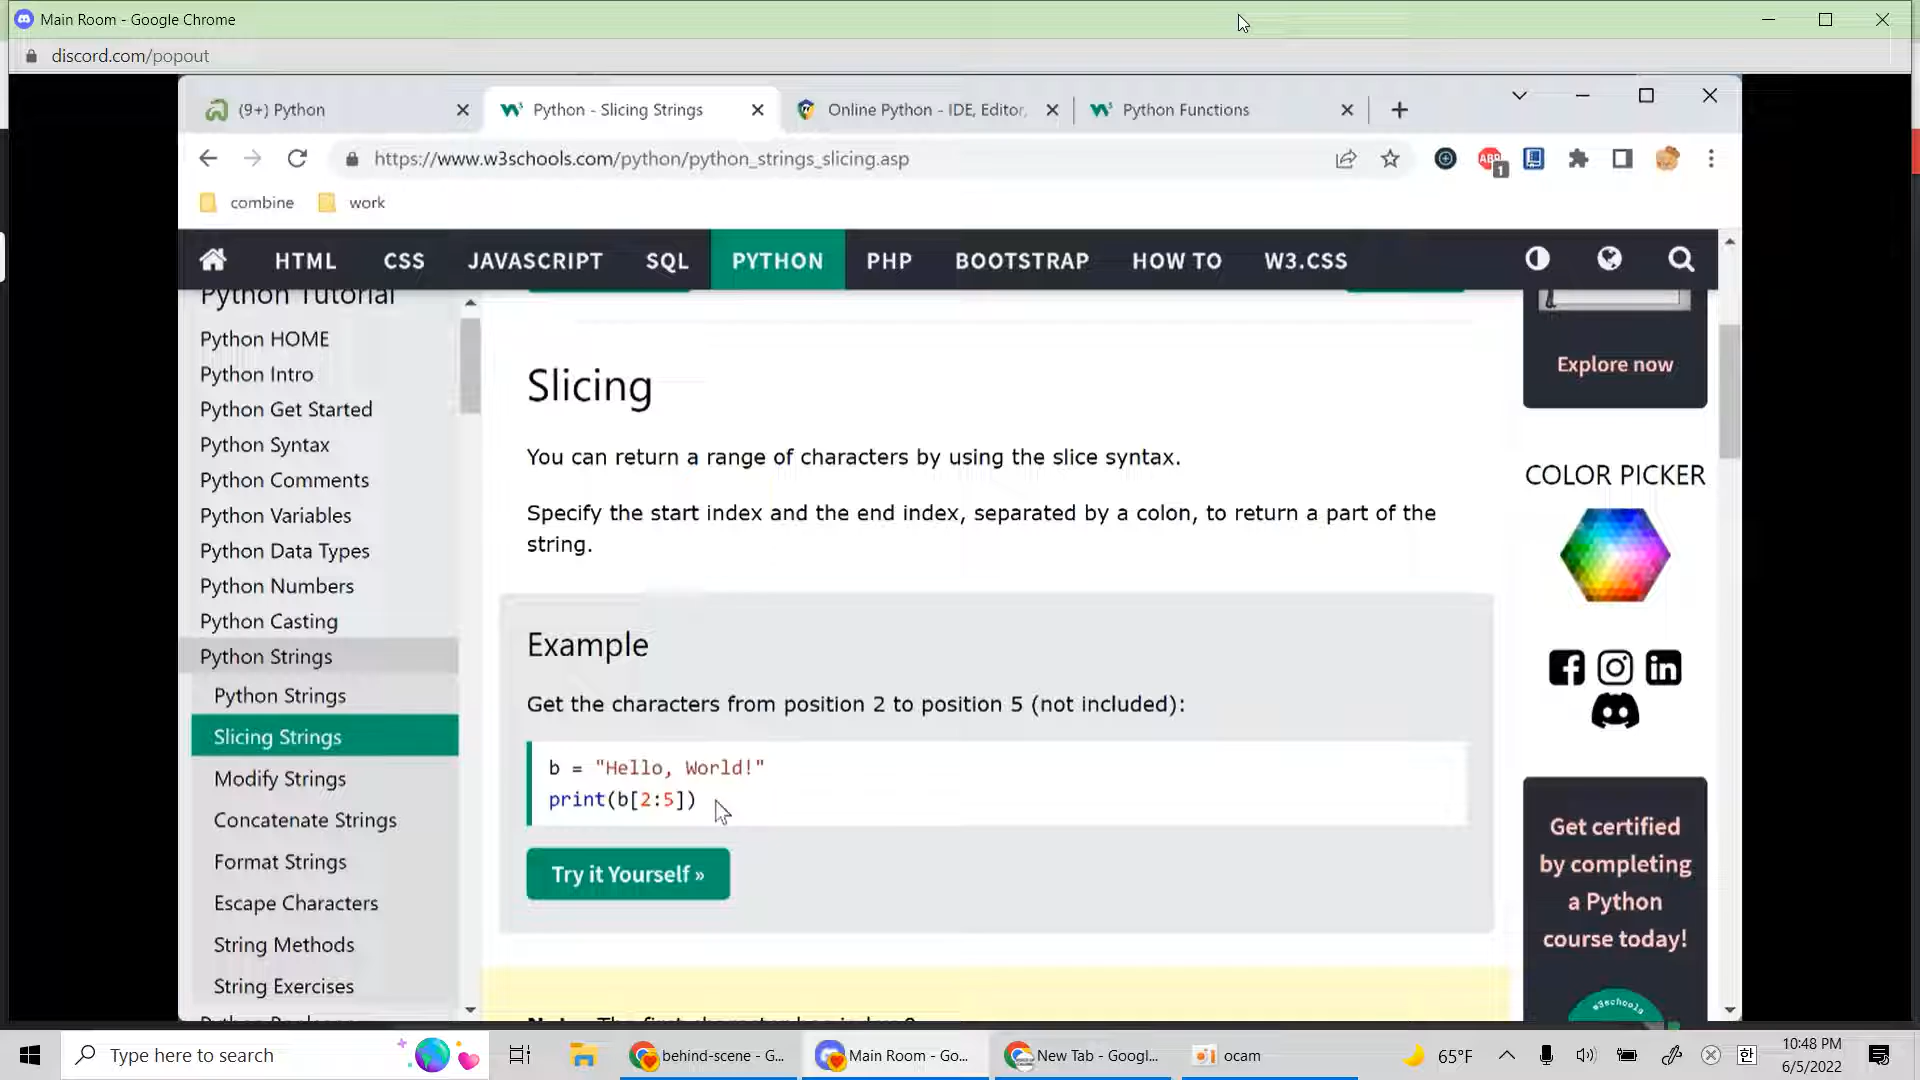 Main Room - Google Chrome
discord.com/popout
(9+) Python
Python - Slicing Strings
Online Python - IDE, Editor,
Python Functions
https://www.w3schools.com/python/python_strings_slicing.asp
ABP
1
combine
work
HTML
CSS
JAVASCRIPT
SQL
PYTHON
PHP
BOOTSTRAP
HOW TO
W3.CSS
Python Tutorial
Python HOME
Python Intro
Python Get Started
Python Syntax
Python Comments
Python Variables
Python Data Types
Python Numbers
Python Casting
Python Strings
Python Strings
Slicing Strings
Modify Strings
Concatenate Strings
Format Strings
Escape Characters
String Methods
String Exercises
Slicing
You can return a range of characters by using the slice syntax.
Specify the start index and the end index, separated by a colon, to return a part of the
string.
Example
Get the characters from position 2 to position 5 (not included):
b = "Hello, World!"
print(b[2:5])
Try it Yourself »
Explore now
COLOR PICKER
Get certified
by completing
a Python
course today!
w3schools
Type here to search
behind-scene - G...
Main Room - Go...
New Tab - Googl...
ocam
65°F
한
10:48 PM
6/5/2022